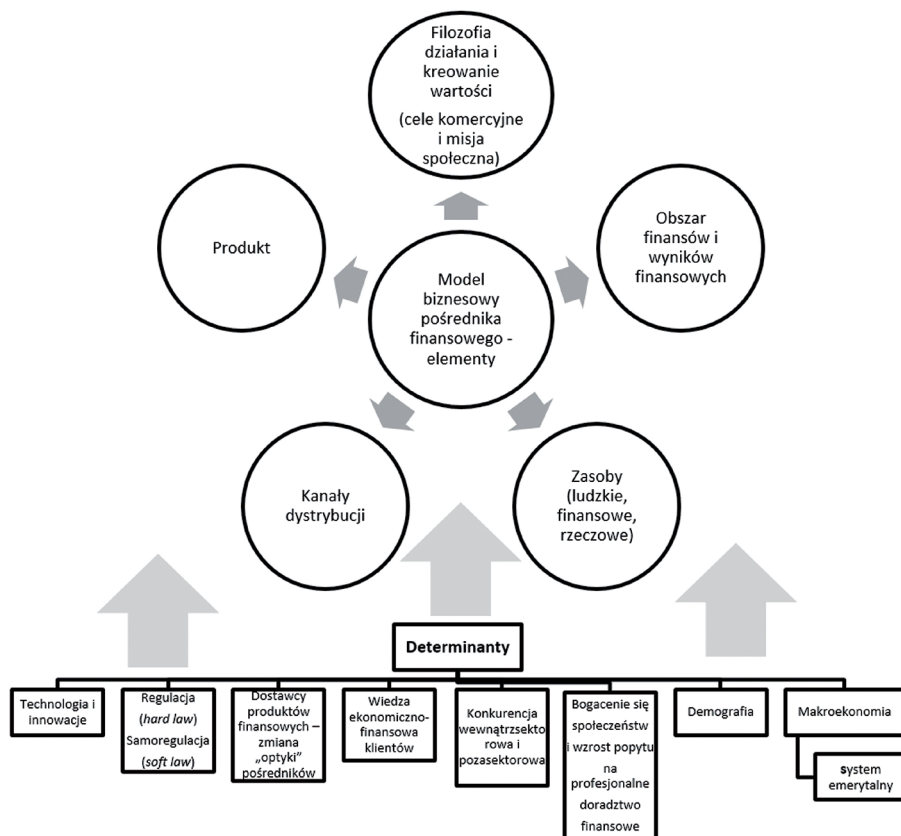 Filozofia
działania i
kreowanie
wartości
(cele komercyjne
i misja
społeczna)
Produkt
Obszar
finansów i
wyników
finansowych
Model
biznesowy
pośrednika
finansowego -
elementy
Kanały
dystrybucji
Zasoby
(ludzkie,
finansowe,
rzeczowe)
Determinanty
Technologia i
innowacje
Regulacja
(hard law)
Samoregulacja
(soft law)
Dostawcy
produktów
finansowych –
zmiana
„optyki”
pośredników
Wiedza
ekonomiczno-
finansowa
klientów
Konkurencja
wewnątrzsekto
rowa i
pozasektorowa
Bogacenie się
społeczeństw
i wzrost popytu
na
profesjonalne
doradztwo
finansowe
Demografia
Makroekonomia
system
emerytalny